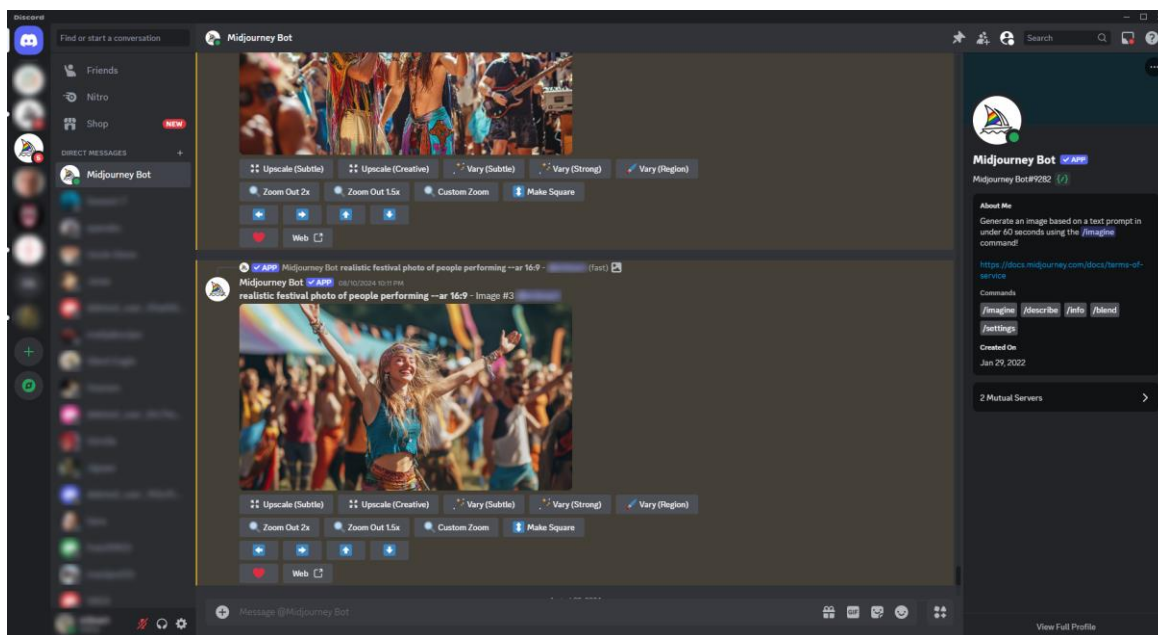 Discord
Find or start a conversation
Friends
Nitro
Shop
NEW
DIRECT MESSAGES +
Midjourney Bot
Midjourney Bot
Search
Upscale (Subtle) Upscale (Creative) Vary (Subtle) Vary (Strong) Vary (Region)
Zoom Out 2x Zoom Out 1.5x Custom Zoom Make Square
Web
APP Midjourney Bot realistic festival photo of people performing --ar 16:9 - (fast)
Midjourney Bot APP 08/10/2024 10:11 PM
realistic festival photo of people performing --ar 16:9 - Image #3
Upscale (Subtle) Upscale (Creative) Vary (Subtle) Vary (Strong) Vary (Region)
Zoom Out 2x Zoom Out 1.5x Custom Zoom Make Square
Web
Message @Midjourney Bot
GIF
Midjourney Bot APP
Midjourney Bot#9282 {/}
About Me
Generate an image based on a text prompt in
under 60 seconds using the /imagine
command!
https://docs.midjourney.com/docs/terms-of-
service
Commands
/imagine /describe /info /blend
/settings
Created On
Jan 29, 2022
2 Mutual Servers
View Full Profile